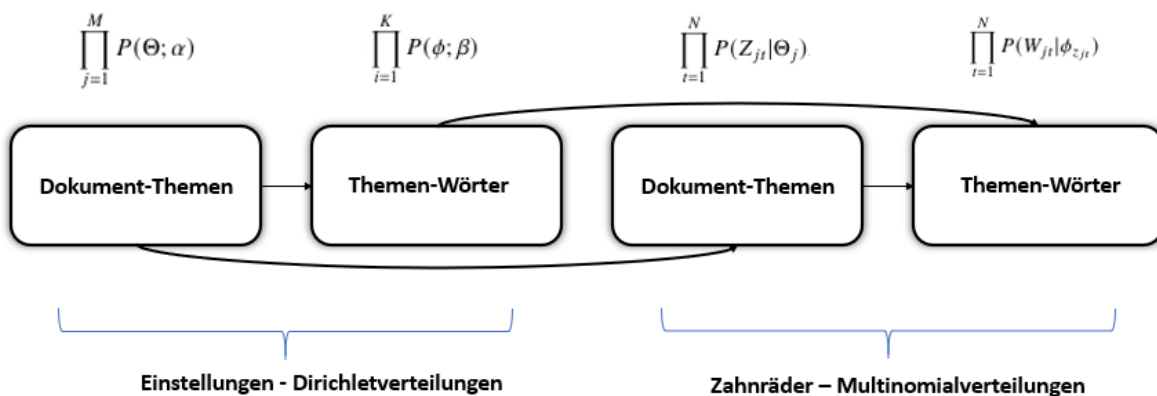 ∏_{j=1}^{M} P(Θ; α)
∏_{i=1}^{K} P(ϕ; β)
∏_{t=1}^{N} P(Z_{jt}|Θ_j)
∏_{t=1}^{N} P(W_{jt}|ϕ_{z_{jt}})
Dokument-Themen
Themen-Wörter
Dokument-Themen
Themen-Wörter
Einstellungen - Dirichletverteilungen
Zahnräder – Multinomialverteilungen